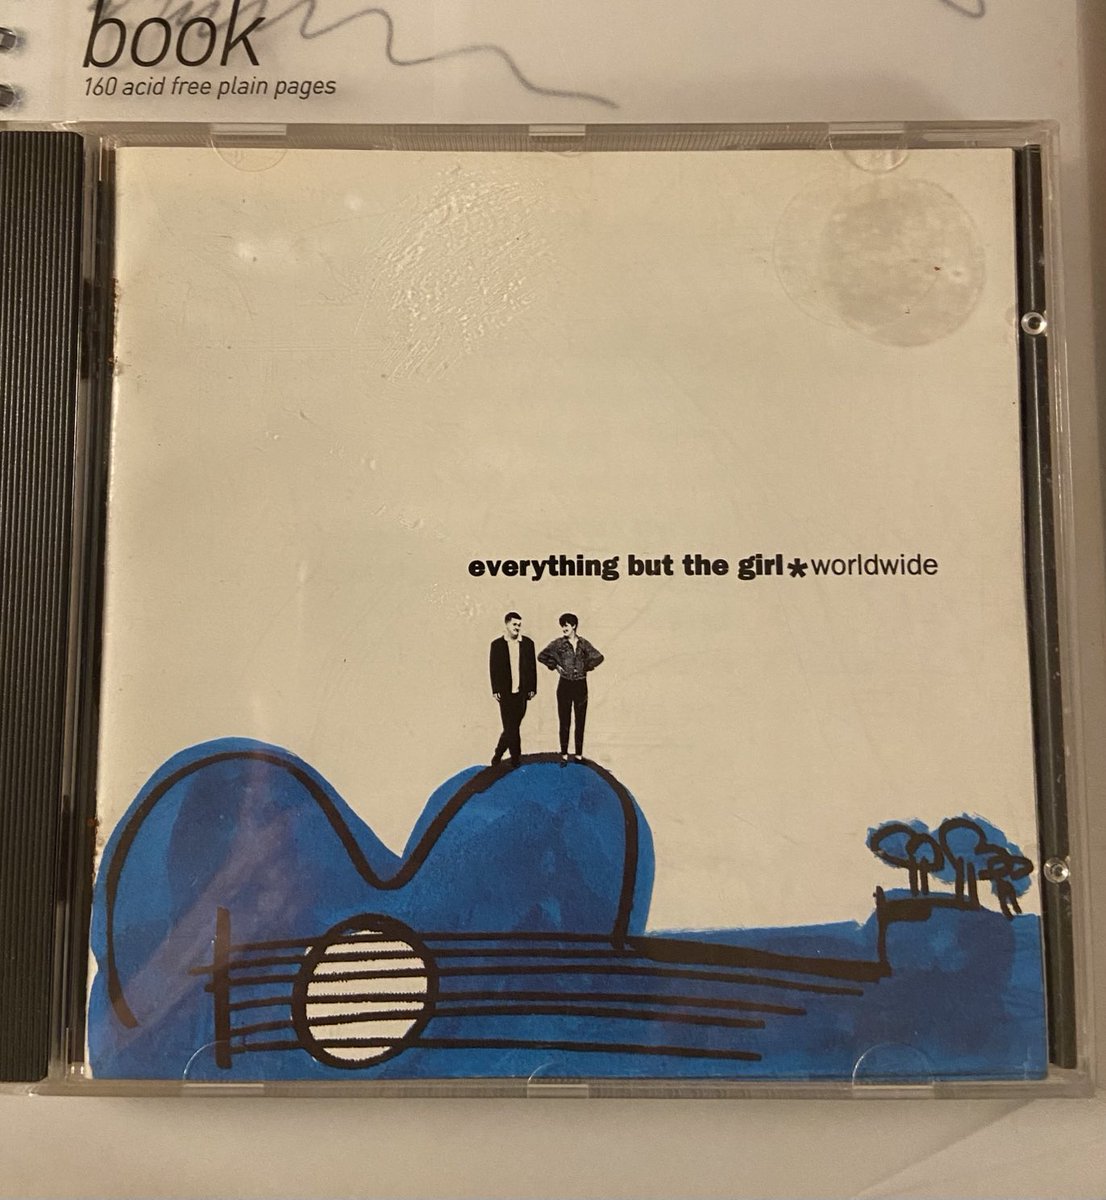 book
160 acid free plain pages
everything but the girl*worldwide